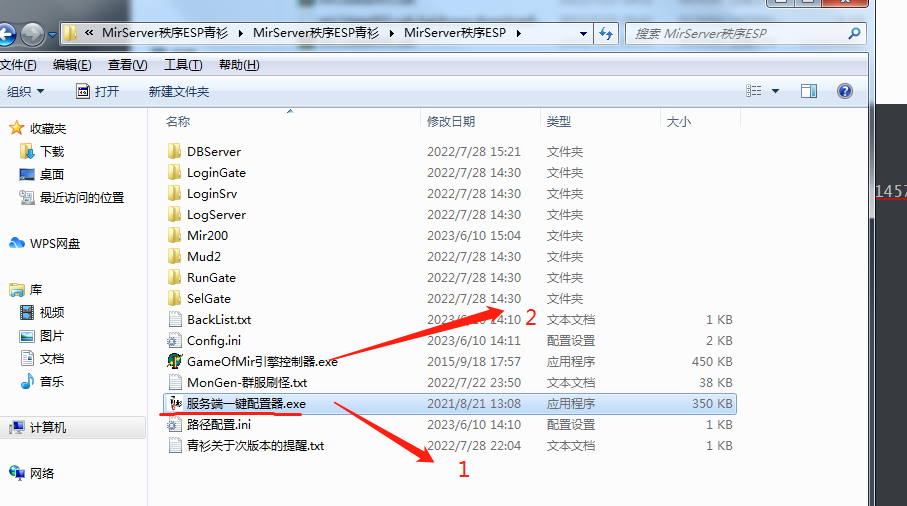 « MirServer秩序ESP青衫 ▸ MirServer秩序ESP青衫 ▸ MirServer秩序ESP ▸
搜索 MirServer秩序ESP
文件(F) 编辑(E) 查看(V) 工具(T) 帮助(H)
组织 打开 新建文件夹
名称 修改日期 类型 大小
收藏夹
下载
桌面
最近访问的位置
WPS网盘
库
视频
图片
文档
音乐
计算机
网络
DBServer 2022/7/28 15:21 文件夹
LoginGate 2022/7/28 14:30 文件夹
LoginSrv 2022/7/28 14:30 文件夹
LogServer 2022/7/28 14:30 文件夹
Mir200 2023/6/10 15:04 文件夹
Mud2 2022/7/28 14:30 文件夹
RunGate 2022/7/28 14:30 文件夹
SelGate 2022/7/28 14:30 文件夹
BackList.txt 2023/6/10 14:10 文本文档 1 KB
Config.ini 2023/6/10 14:11 配置设置 2 KB
GameOfMir引擎控制器.exe 2015/9/18 17:57 应用程序 450 KB
MonGen-群服刷怪.txt 2022/7/22 23:50 文本文档 38 KB
服务端一键配置器.exe 2021/8/21 13:08 应用程序 350 KB
路径配置.ini 2023/6/10 14:10 配置设置 1 KB
青衫关于次版本的提醒.txt 2022/7/28 22:04 文本文档 1 KB
2
1